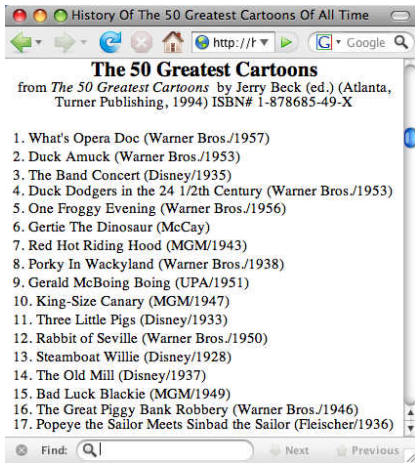 History Of The 50 Greatest Cartoons Of All Time
http://h
G Google
The 50 Greatest Cartoons
from The 50 Greatest Cartoons by Jerry Beck (ed.) (Atlanta,
Turner Publishing, 1994) ISBN# 1-878685-49-X
1. What's Opera Doc (Warner Bros./1957)
2. Duck Amuck (Warner Bros./1953)
3. The Band Concert (Disney/1935)
4. Duck Dodgers in the 24 1/2th Century (Warner Bros./1953)
5. One Froggy Evening (Warner Bros./1956)
6. Gertie The Dinosaur (McCay)
7. Red Hot Riding Hood (MGM/1943)
8. Porky In Wackyland (Warner Bros./1938)
9. Gerald McBoing Boing (UPA/1951)
10. King-Size Canary (MGM/1947)
11. Three Little Pigs (Disney/1933)
12. Rabbit of Seville (Warner Bros./1950)
13. Steamboat Willie (Disney/1928)
14. The Old Mill (Disney/1937)
15. Bad Luck Blackie (MGM/1949)
16. The Great Piggy Bank Robbery (Warner Bros./1946)
17. Popeye the Sailor Meets Sinbad the Sailor (Fleischer/1936)
Find: Next Previous